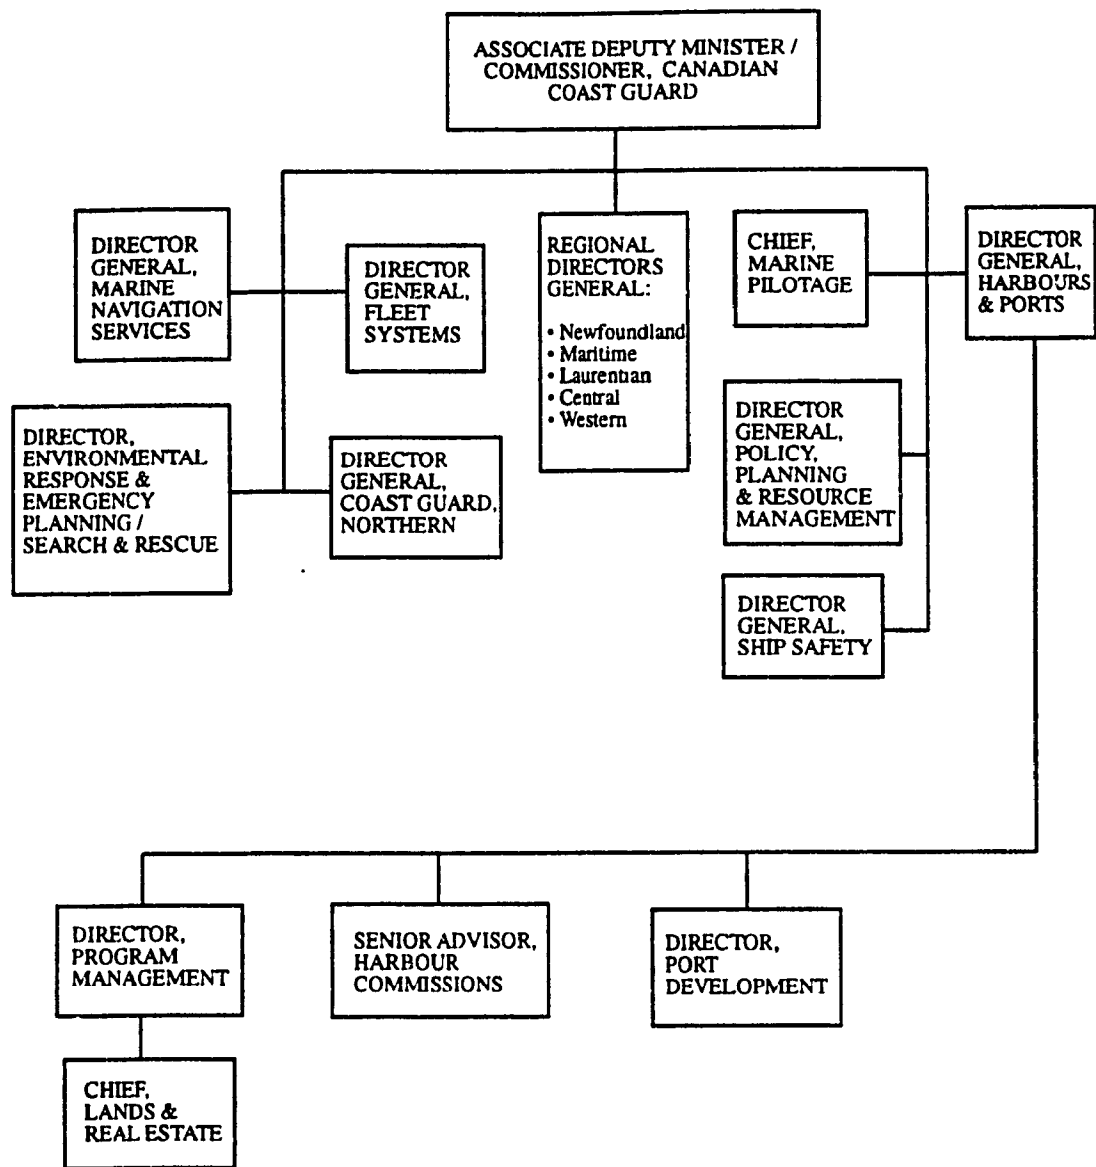 ASSOCIATE DEPUTY MINISTER /
COMMISSIONER, CANADIAN
COAST GUARD
DIRECTOR
GENERAL,
MARINE
NAVIGATION
SERVICES
DIRECTOR
GENERAL,
FLEET
SYSTEMS
REGIONAL
DIRECTORS
GENERAL:
• Newfoundland
• Maritime
• Laurentian
• Central
• Western
CHIEF,
MARINE
PILOTAGE
DIRECTOR
GENERAL,
HARBOURS
& PORTS
DIRECTOR,
ENVIRONMENTAL
RESPONSE &
EMERGENCY
PLANNING /
SEARCH & RESCUE
DIRECTOR
GENERAL,
COAST GUARD,
NORTHERN
DIRECTOR
GENERAL,
POLICY,
PLANNING
& RESOURCE
MANAGEMENT
DIRECTOR
GENERAL,
SHIP SAFETY
DIRECTOR,
PROGRAM
MANAGEMENT
SENIOR ADVISOR,
HARBOUR
COMMISSIONS
DIRECTOR,
PORT
DEVELOPMENT
CHIEF,
LANDS &
REAL ESTATE